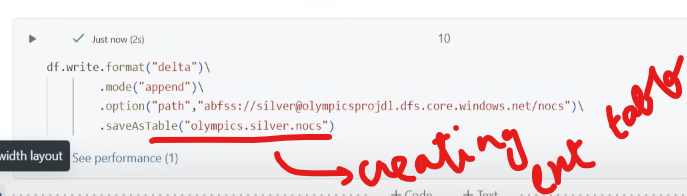 Just now (2s)
10
df.write.format("delta")\
.mode("append")\
.option("path","abfss://silver@olympicsprojdl.dfs.core.windows.net/nocs")\
.saveAsTable("olympics.silver.nocs")
width layout
See performance (1)
creating ext table
+ Code + Text